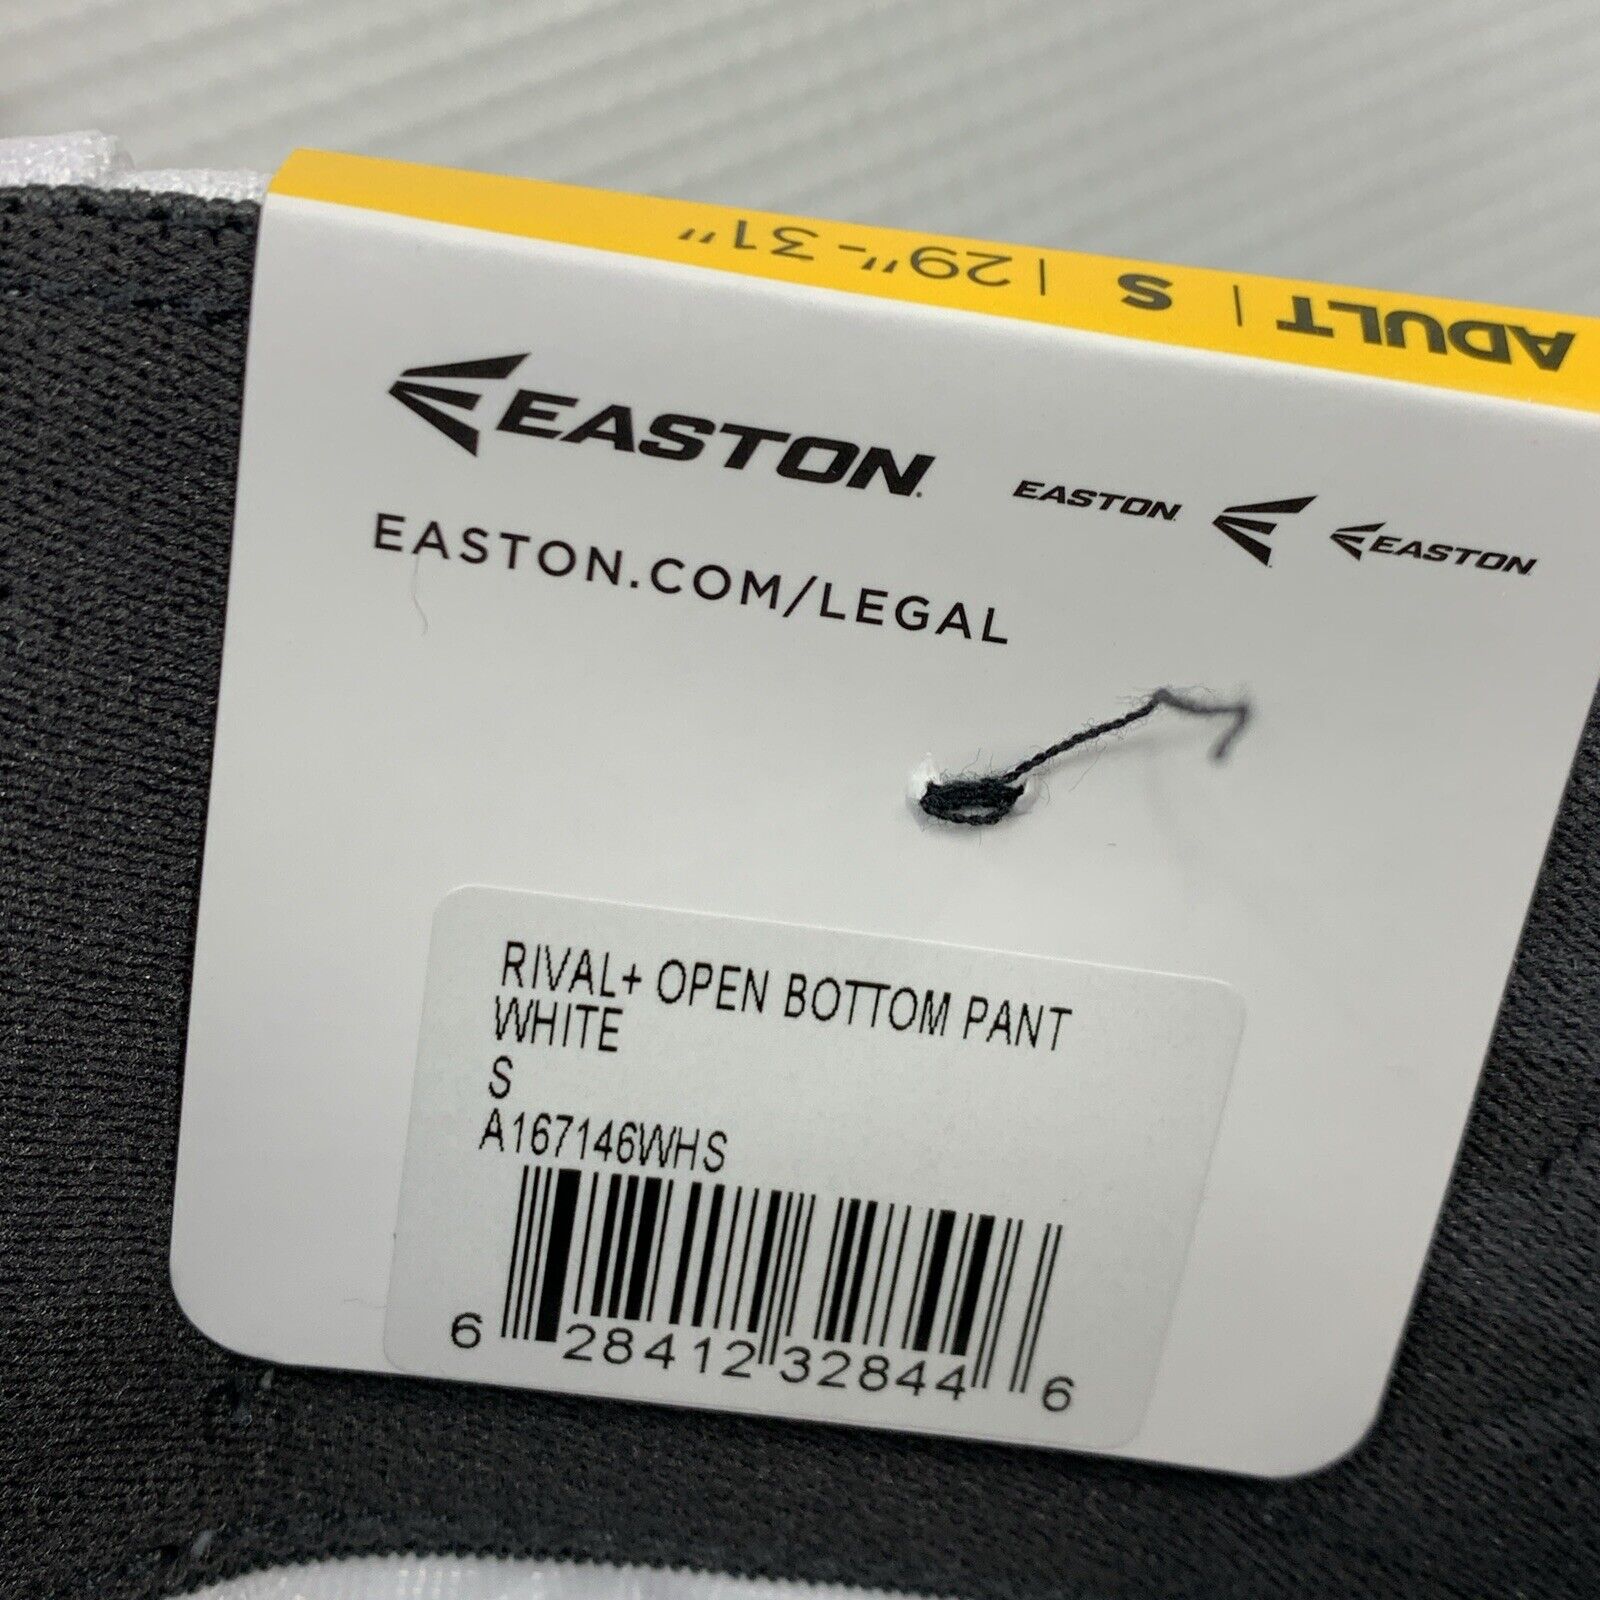 ADULT | S | 29"-31"
EASTON
EASTON EASTON
EASTON.COM/LEGAL
RIVAL+ OPEN BOTTOM PANT
WHITE
S
A167146WHS
6 28412 32844 6